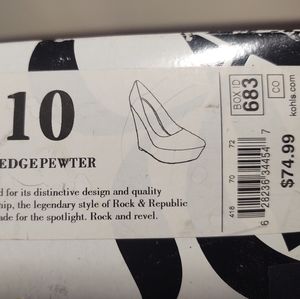 10
EDGEPEWTER
d for its distinctive design and quality
hip, the legendary style of Rock & Republic
ade for the spotlight. Rock and revel.
BOX ID
683
CO
kohls.com
418 70 72
6 28236 34454 7
$74.99